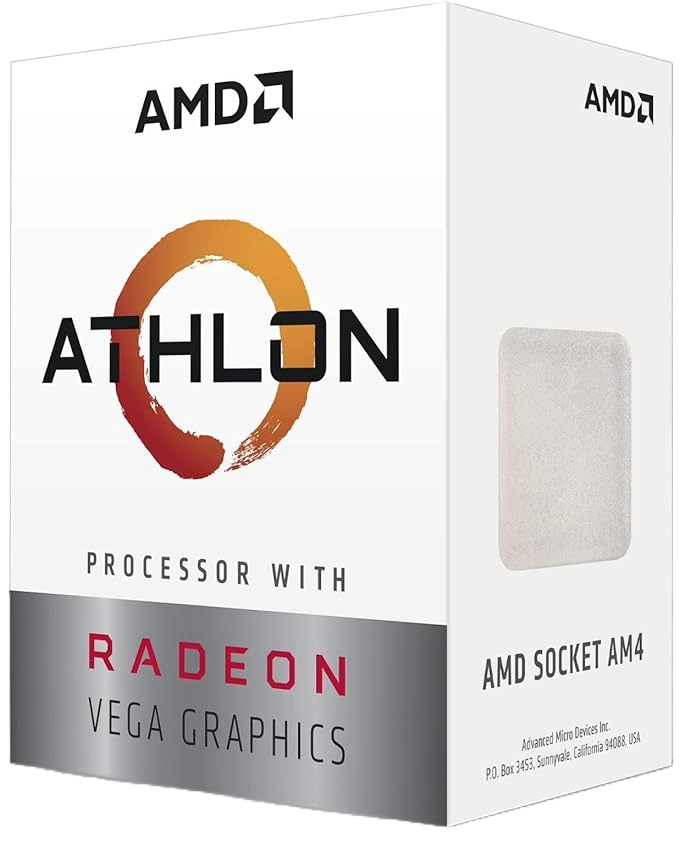 AMD
ATHLON
PROCESSOR WITH
RADEON
VEGA GRAPHICS
AMD
AMD SOCKET AM4
Advanced Micro Devices Inc.
P.O. Box 3453, Sunnyvale, California 94088, USA